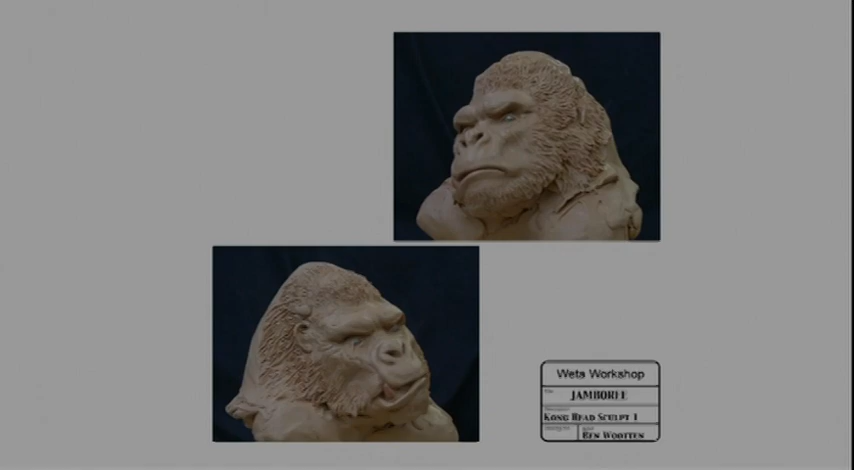 Weta Workshop
JAMBOREE
KONG HEAD SCULPT 1
BEN WOOTTEN